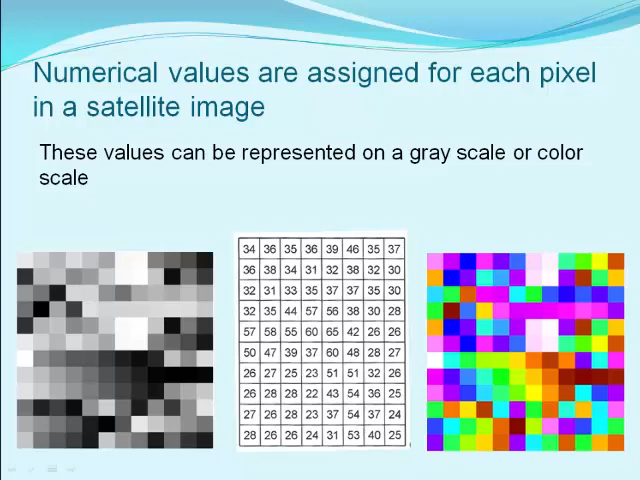 Numerical values are assigned for each pixel
in a satellite image
These values can be represented on a gray scale or color
scale
34 36 35 36 39 46 35 37
36 38 34 31 32 38 32 30
32 31 33 35 37 37 35 30
32 35 44 57 56 38 30 28
57 58 55 60 65 42 26 26
50 47 39 37 60 48 28 27
26 27 25 23 51 51 32 26
26 28 28 22 43 54 36 25
27 26 28 23 37 54 37 24
28 26 26 24 31 53 40 25